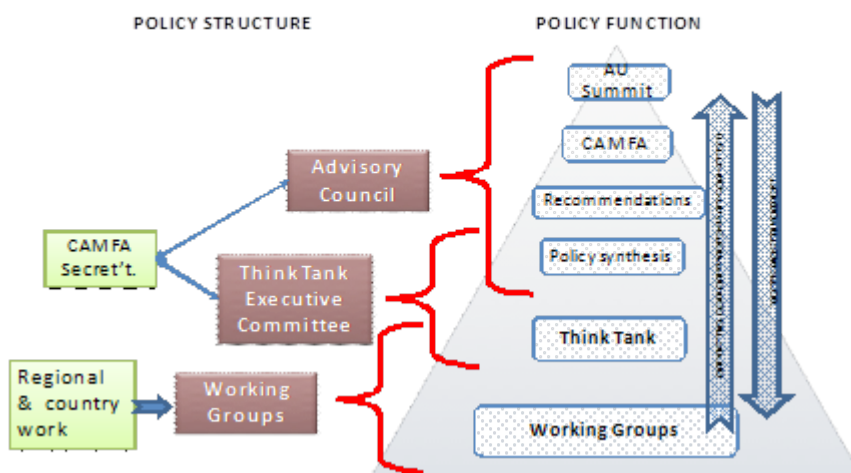 POLICY STRUCTURE
POLICY FUNCTION
AU
Summit
CAMFA
Recommendations
Policy synthesis
Think Tank
Working Groups
Advisory
Council
CAMFA
Secret't.
Think Tank
Executive
Committee
Regional
& country
work
Working
Groups